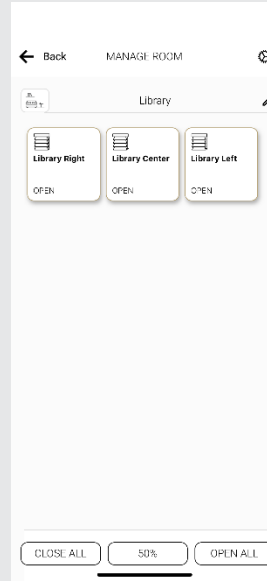 Back MANAGE ROOM
Library
Library Right Library Center Library Left
OPEN OPEN OPEN
CLOSE ALL 50% OPEN ALL